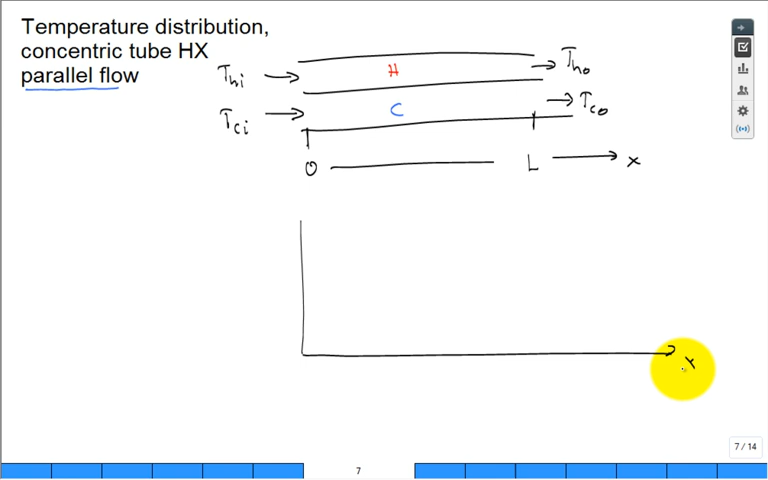 Temperature distribution,
concentric tube HX
parallel flow
Thi
H
Tho
Tci
C
Tco
0
L
x
x
7 / 14
7